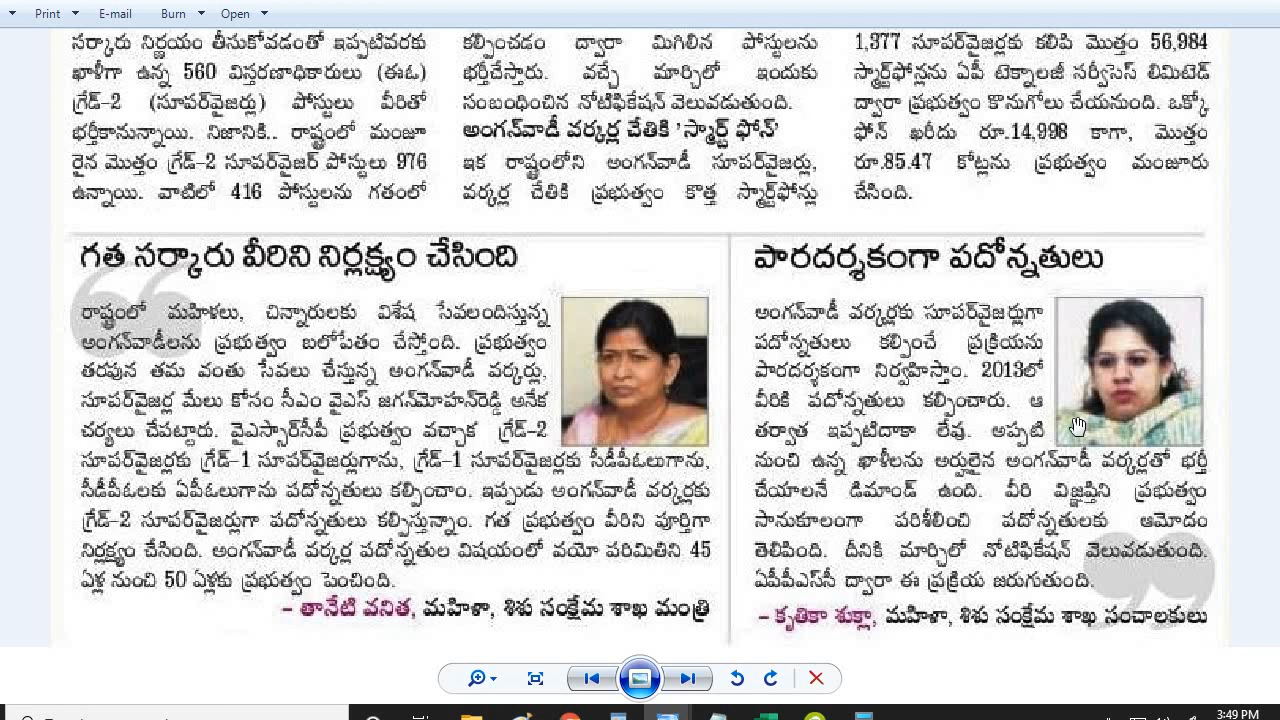 Print E-mail Burn Open
సర్కారు నిర్ణయం తీసుకోవడంతో ఇప్పటివరకు
ఖాళీగా ఉన్న 560 విస్తరణాధికారులు (ఈఓ)
గ్రేడ్–2 (సూపర్‌వైజర్లు) పోస్టులు వీరితో
భర్తీకానున్నాయి. నిజానికి.. రాష్ట్రంలో మంజూ
రైన మొత్తం గ్రేడ్–2 సూపర్‌వైజర్ పోస్టులు 976
ఉన్నాయి. వాటిలో 416 పోస్టులను గతంలో
కల్పించడం ద్వారా మిగిలిన పోస్టులను
భర్తీచేస్తారు. వచ్చే మార్చిలో ఇందుకు
సంబంధించిన నోటిఫికేషన్ వెలువడుతుంది.
అంగన్‌వాడీ వర్కర్ల చేతికి 'స్మార్ట్ ఫోన్'
ఇక రాష్ట్రంలోని అంగన్‌వాడీ సూపర్‌వైజర్లు,
వర్కర్ల చేతికి ప్రభుత్వం కొత్త స్మార్ట్‌ఫోన్లు
1,377 సూపర్‌వైజర్లకు కలిపి మొత్తం 56,984
స్మార్ట్‌ఫోన్లను ఏపీ టెక్నాలజీ సర్వీసెస్ లిమిటెడ్
ద్వారా ప్రభుత్వం కొనుగోలు చేయనుంది. ఒక్కో
ఫోన్ ఖరీదు రూ.14,998 కాగా, మొత్తం
రూ.85.47 కోట్లను ప్రభుత్వం మంజూరు
చేసింది.
గత సర్కారు వీరిని నిర్లక్ష్యం చేసింది
రాష్ట్రంలో మహిళలు, చిన్నారులకు విశేష సేవలందిస్తున్న
అంగన్‌వాడీలను ప్రభుత్వం బలోపేతం చేస్తోంది. ప్రభుత్వం
తరపున తమ వంతు సేవలు చేస్తున్న అంగన్‌వాడీ వర్కర్లు,
సూపర్‌వైజర్ల మేలు కోసం సీఎం వైఎస్ జగన్‌మోహన్‌రెడ్డి అనేక
చర్యలు చేపట్టారు. వైఎస్సార్‌సీపీ ప్రభుత్వం వచ్చాక గ్రేడ్–2
సూపర్‌వైజర్లకు గ్రేడ్–1 సూపర్‌వైజర్లుగాను, గ్రేడ్–1 సూపర్‌వైజర్లకు సీడీపీఓలుగాను,
సీడీపీఓలకు ఏపీఓలుగాను పదోన్నతులు కల్పించాం. ఇప్పుడు అంగన్‌వాడీ వర్కర్లకు
గ్రేడ్–2 సూపర్‌వైజర్లుగా పదోన్నతులు కల్పిస్తున్నాం. గత ప్రభుత్వం వీరిని పూర్తిగా
నిర్లక్ష్యం చేసింది. అంగన్‌వాడీ వర్కర్ల పదోన్నతుల విషయంలో వయో పరిమితిని 45
ఏళ్ల నుంచి 50 ఏళ్లకు ప్రభుత్వం పెంచింది.
– తానేటి వనిత, మహిళా, శిశు సంక్షేమ శాఖ మంత్రి
పారదర్శకంగా పదోన్నతులు
అంగన్‌వాడీ వర్కర్లకు సూపర్‌వైజర్లుగా
పదోన్నతులు కల్పించే ప్రక్రియను
పారదర్శకంగా నిర్వహిస్తాం. 2013లో
వీరికి పదోన్నతులు కల్పించారు. ఆ
తర్వాత ఇప్పటిదాకా లేవు. అప్పటి
నుంచి ఉన్న ఖాళీలను అర్హులైన అంగన్‌వాడీ వర్కర్లతో భర్తీ
చేయాలనే డిమాండ్ ఉంది. వీరి విజ్ఞప్తిని ప్రభుత్వం
సానుకూలంగా పరిశీలించి పదోన్నతులకు ఆమోదం
తెలిపింది. దీనికి మార్చిలో నోటిఫికేషన్ వెలువడుతుంది.
ఏపీపీఎస్‌సీ ద్వారా ఈ ప్రక్రియ జరుగుతుంది.
– కృతికా శుక్లా, మహిళా, శిశు సంక్షేమ శాఖ సంచాలకులు
3:49 PM